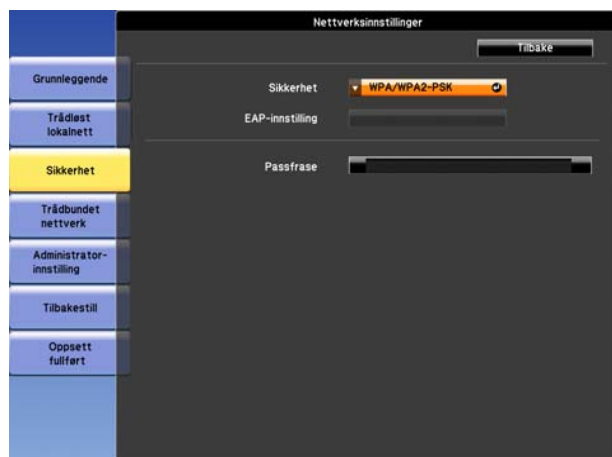 Nettverksinnstillinger
Tilbake
Grunnleggende
Trådløst
lokalnett
Sikkerhet
Trådbundet
nettverk
Administrator-
innstilling
Tilbakestill
Oppsett
fullført
Sikkerhet WPA/WPA2-PSK
EAP-innstilling
Passfrase